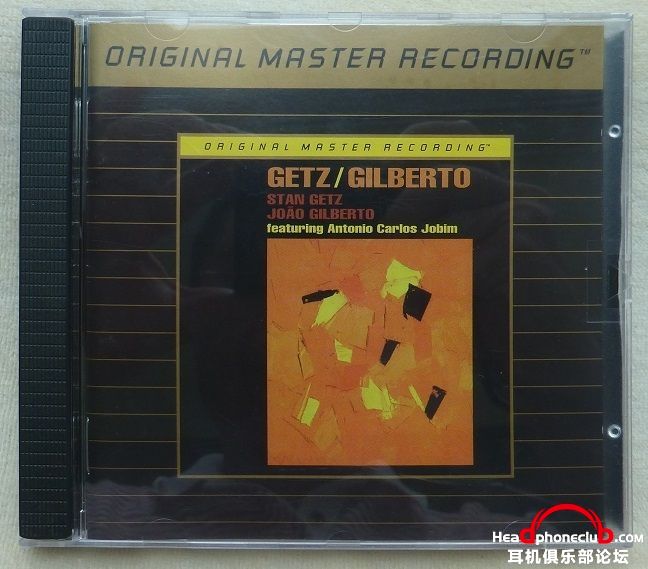 ORIGINAL MASTER RECORDING™
ORIGINAL MASTER RECORDING™
GETZ/GILBERTO
STAN GETZ
JOÃO GILBERTO
featuring Antonio Carlos Jobim
Headphoneclub.com
耳机俱乐部论坛